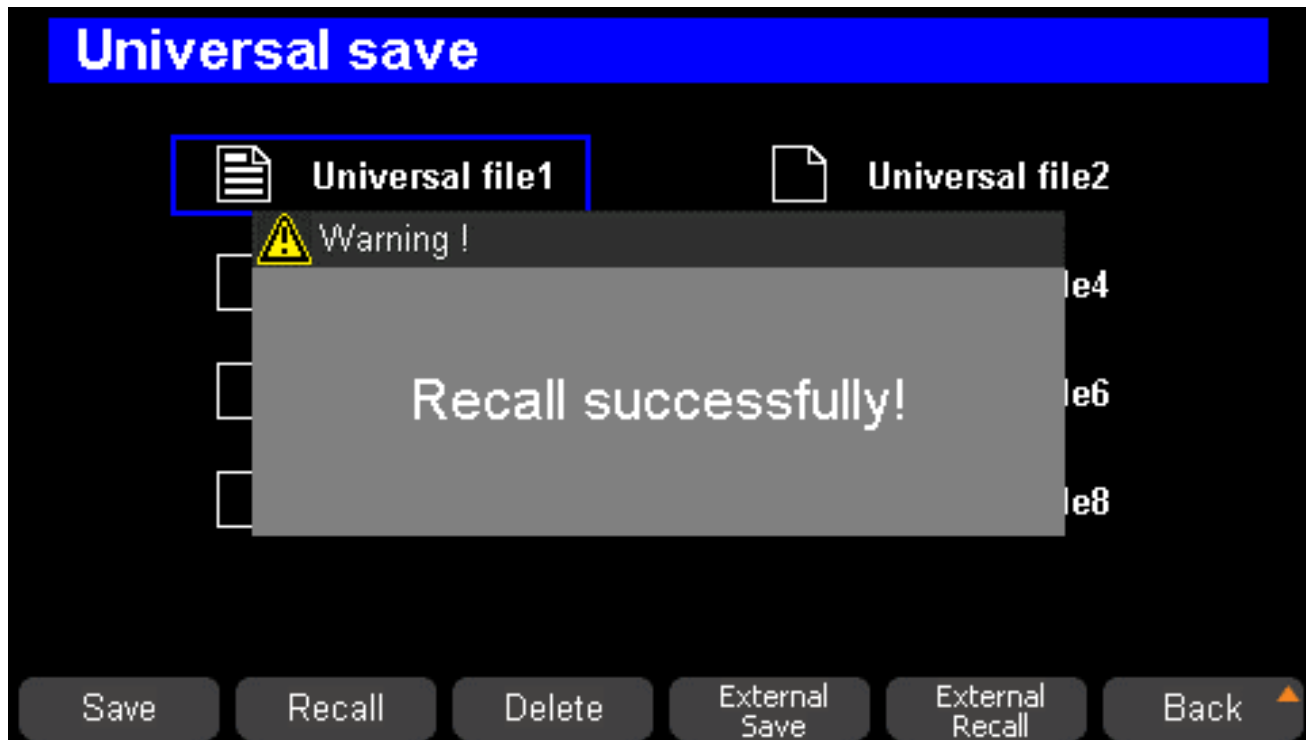 Universal save
Universal file1
Universal file2
Warning !
le4
Recall successfully!
le6
le8
Save
Recall
Delete
External
Save
External
Recall
Back